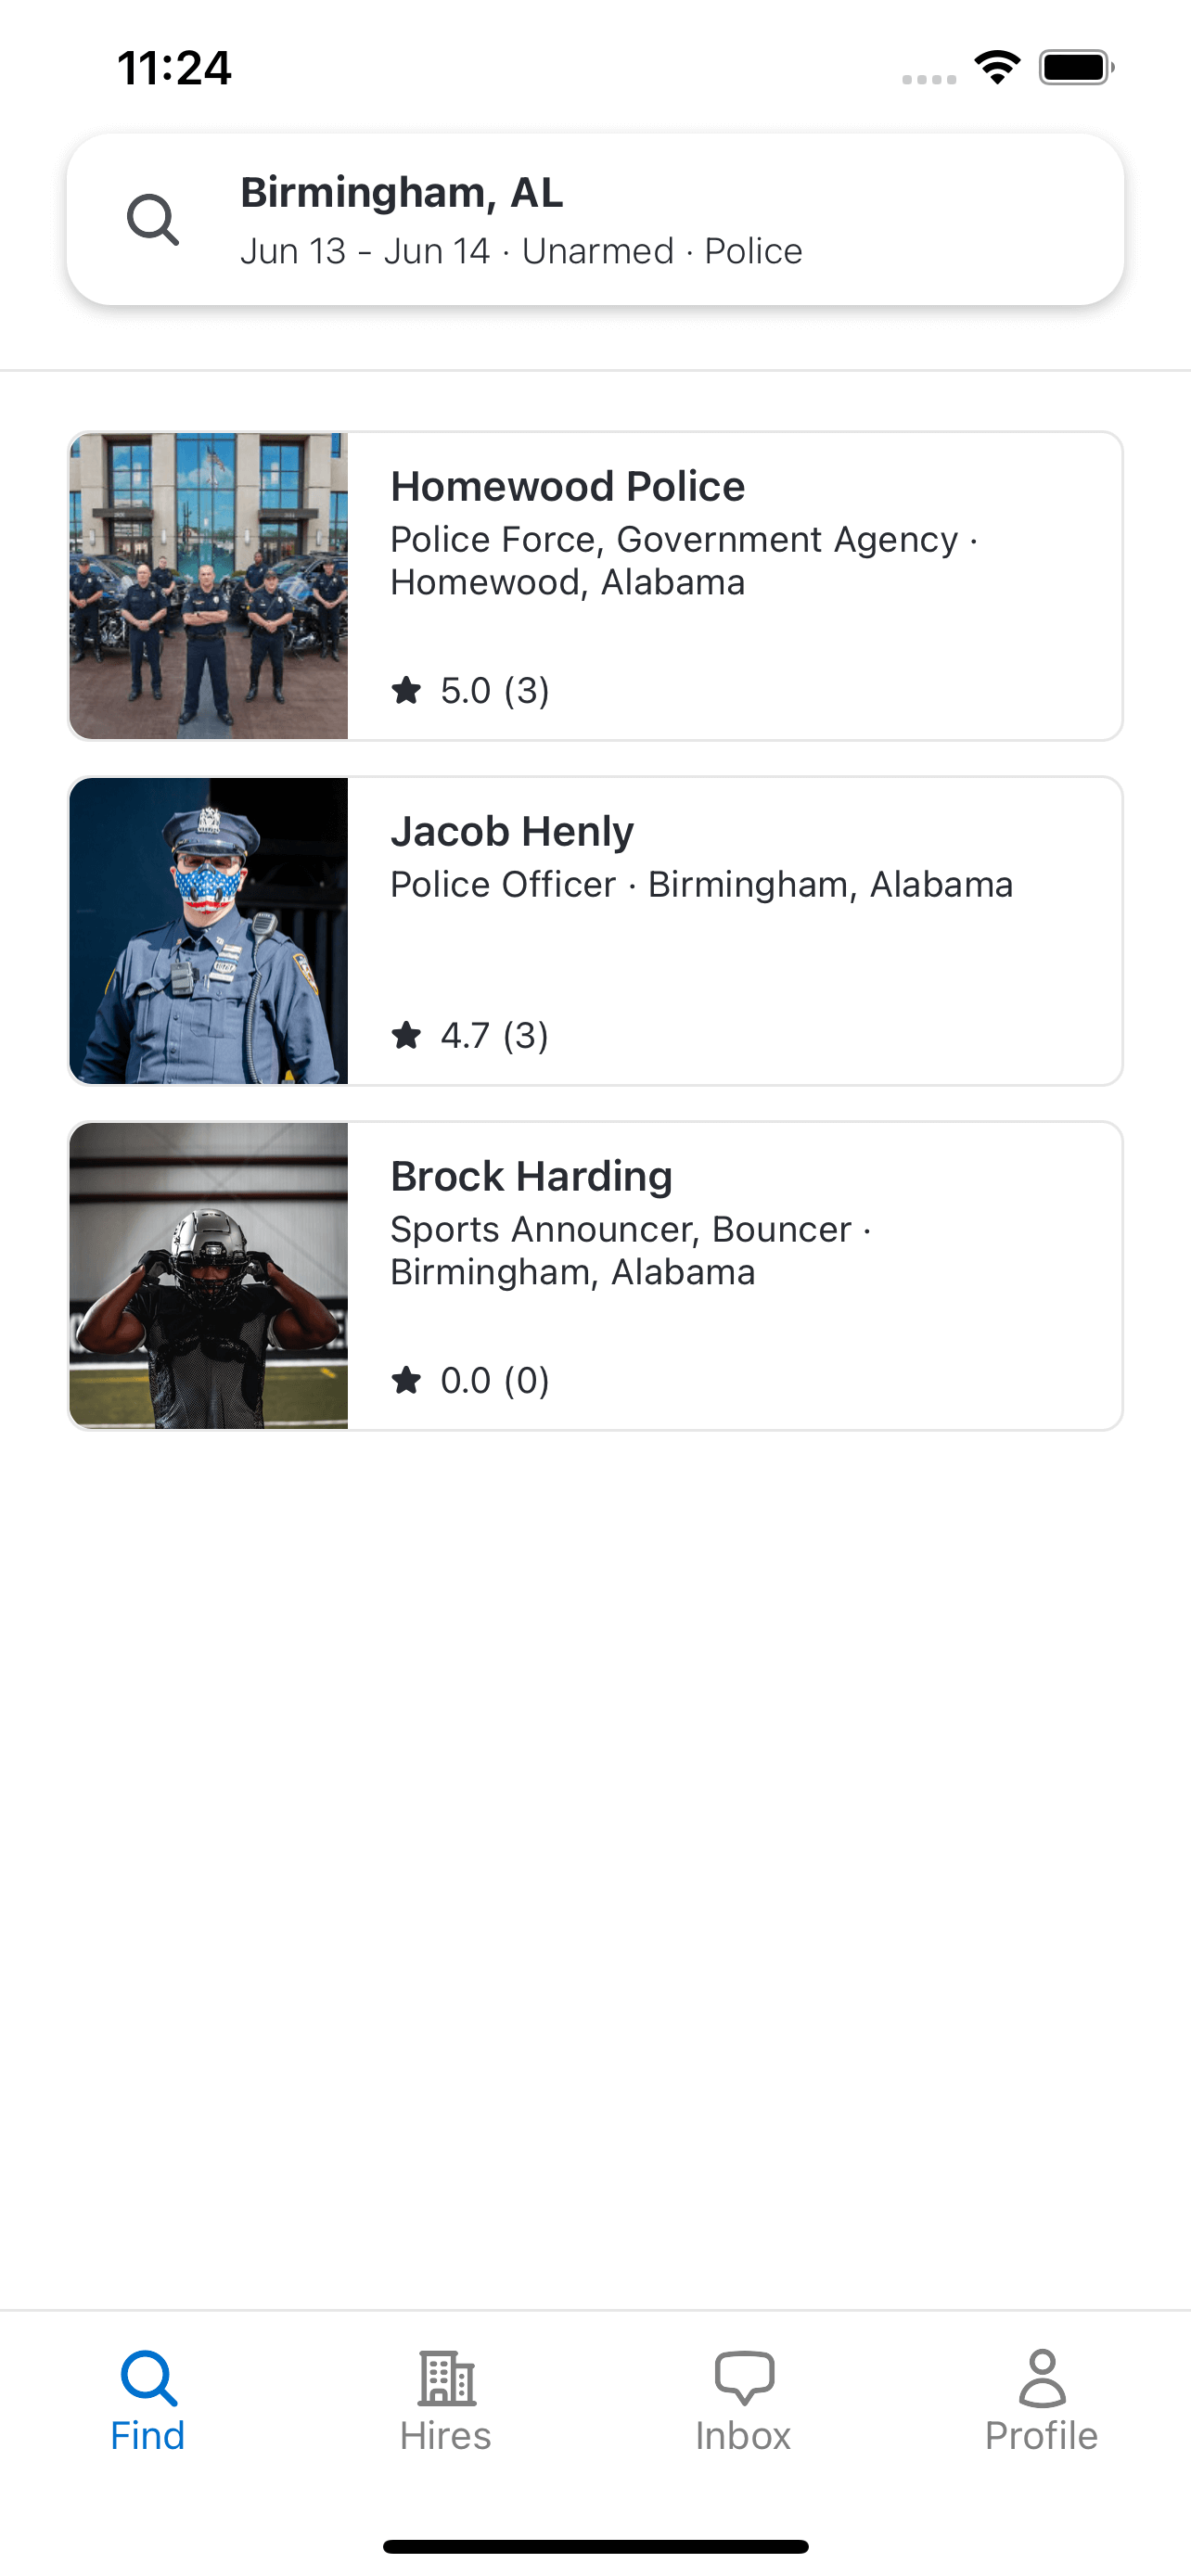 11:24
Birmingham, AL
Jun 13 - Jun 14 · Unarmed · Police
Homewood Police
Police Force, Government Agency ·
Homewood, Alabama
5.0 (3)
Jacob Henly
Police Officer · Birmingham, Alabama
4.7 (3)
Brock Harding
Sports Announcer, Bouncer ·
Birmingham, Alabama
0.0 (0)
Find
Hires
Inbox
Profile